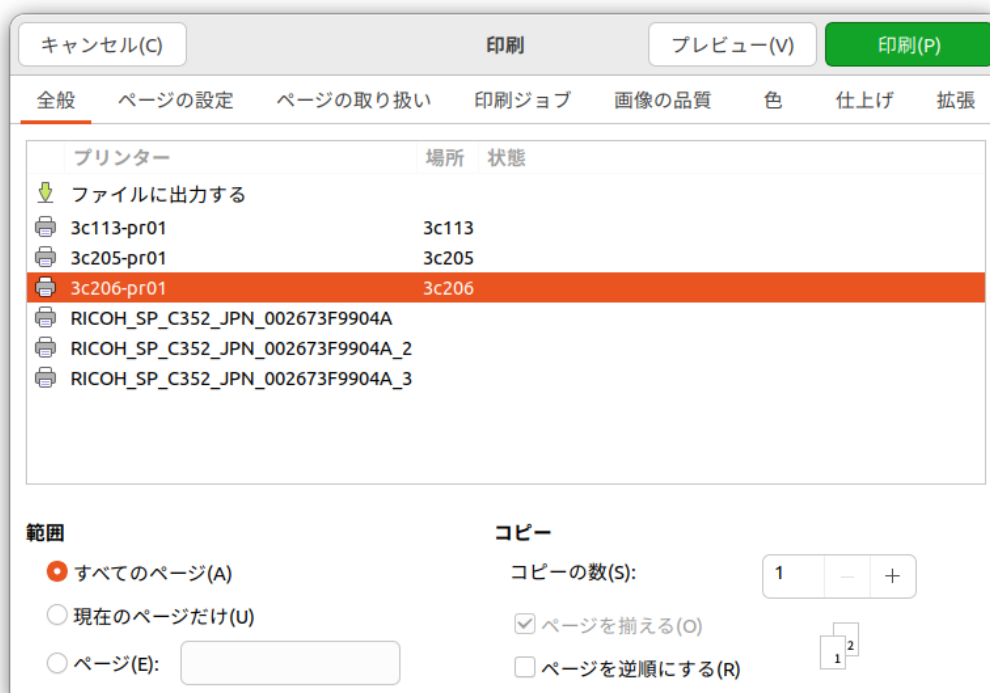 キャンセル(C) 印刷 プレビュー(V) 印刷(P)
全般 ページの設定 ページの取り扱い 印刷ジョブ 画像の品質 色 仕上げ 拡張
プリンター 場所 状態
ファイルに出力する
3c113-pr01 3c113
3c205-pr01 3c205
3c206-pr01 3c206
RICOH_SP_C352_JPN_002673F9904A
RICOH_SP_C352_JPN_002673F9904A_2
RICOH_SP_C352_JPN_002673F9904A_3
範囲
すべてのページ(A)
現在のページだけ(U)
ページ(E):
コピー
コピーの数(S): 1
ページを揃える(O)
ページを逆順にする(R)
1 2